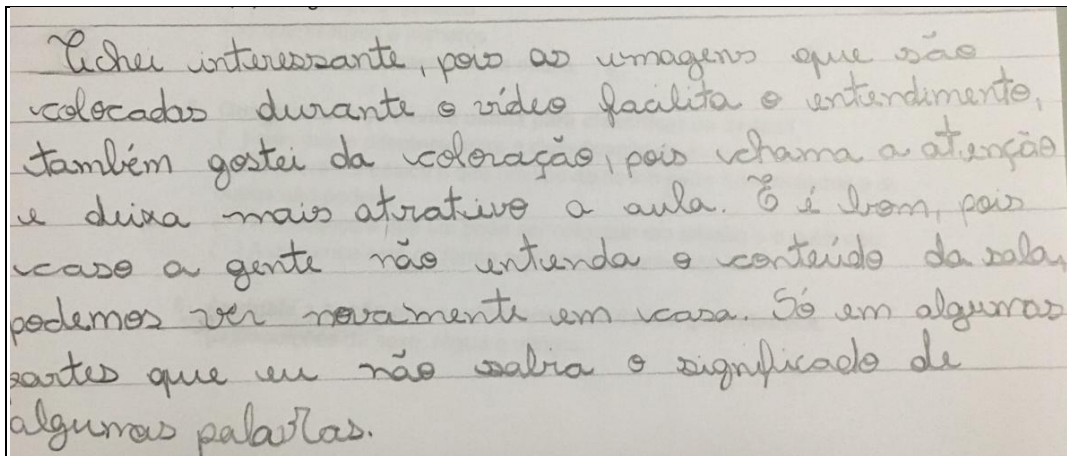 Achei interessante, pois as imagens que são
colocadas durante o vídeo facilita o entendimento,
também gostei da coloração, pois chama a atenção
e deixa mais atrativo a aula. E é bom, pois
caso a gente não entenda o conteúdo da sala,
podemos ver novamente em casa. Só em algumas
partes que eu não sabia o significado de
algumas palavras.